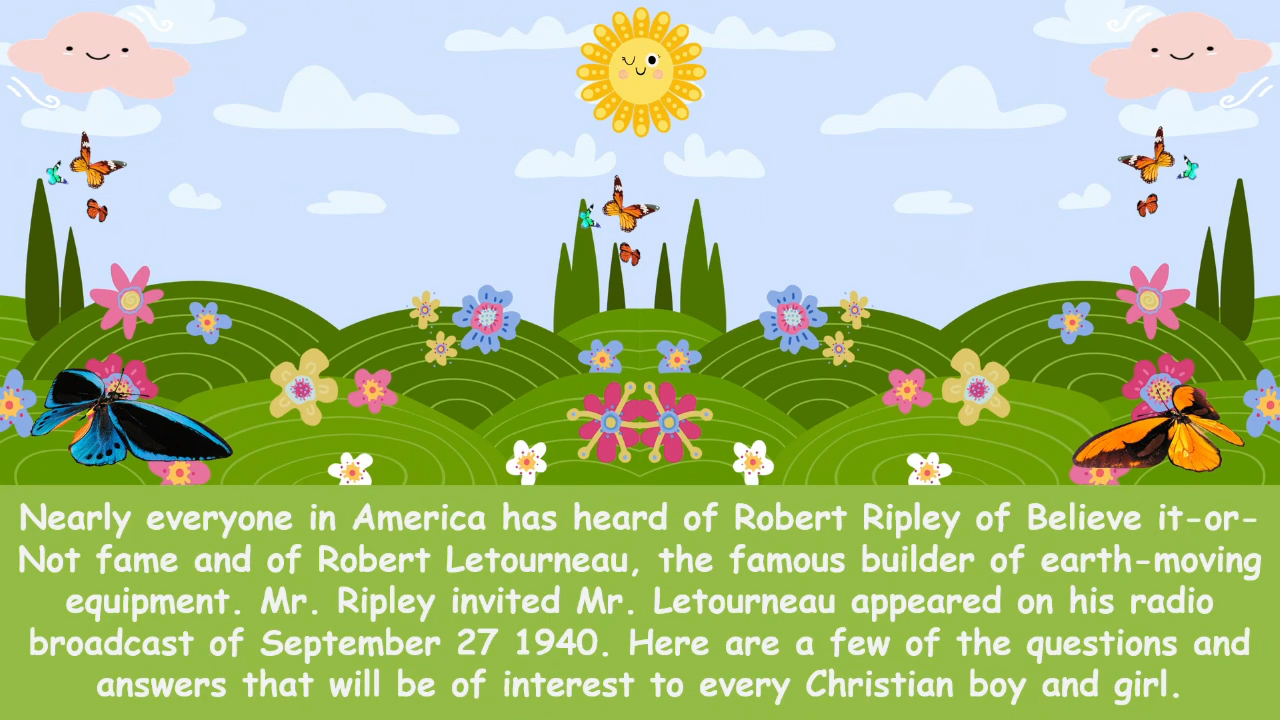 Nearly everyone in America has heard of Robert Ripley of Believe it-or-
Not fame and of Robert Letourneau, the famous builder of earth-moving
equipment. Mr. Ripley invited Mr. Letourneau appeared on his radio
broadcast of September 27 1940. Here are a few of the questions and
answers that will be of interest to every Christian boy and girl.